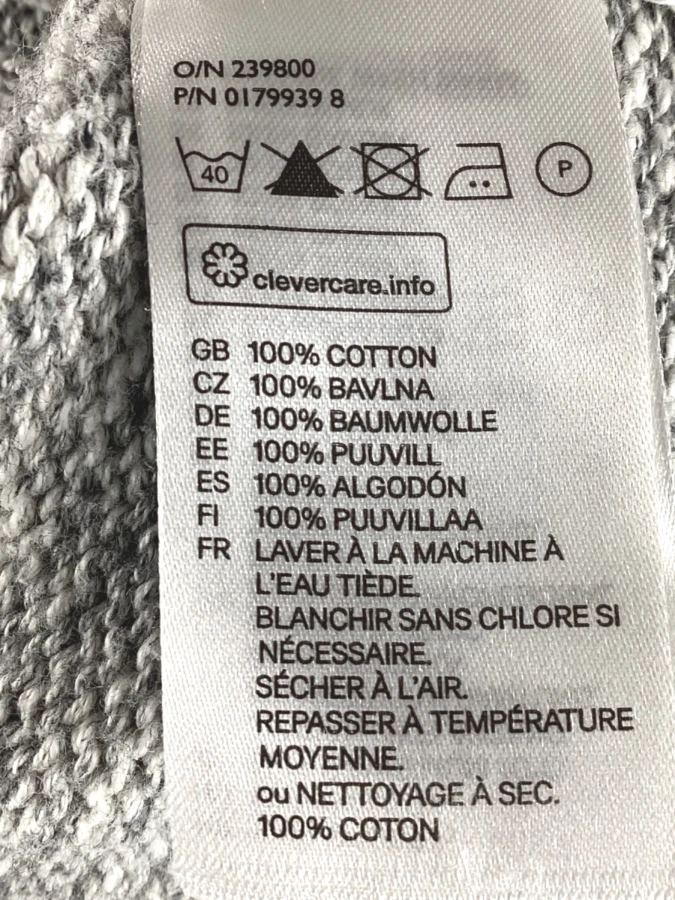 O/N 239800
P/N 0179939 8
40 P
clevercare.info
GB 100% COTTON
CZ 100% BAVLNA
DE 100% BAUMWOLLE
EE 100% PUUVILL
ES 100% ALGODÓN
FI 100% PUUVILLAA
FR LAVER À LA MACHINE À
L'EAU TIÈDE.
BLANCHIR SANS CHLORE SI
NÉCESSAIRE.
SÉCHER À L'AIR.
REPASSER À TEMPÉRATURE
MOYENNE.
ou NETTOYAGE À SEC.
100% COTON